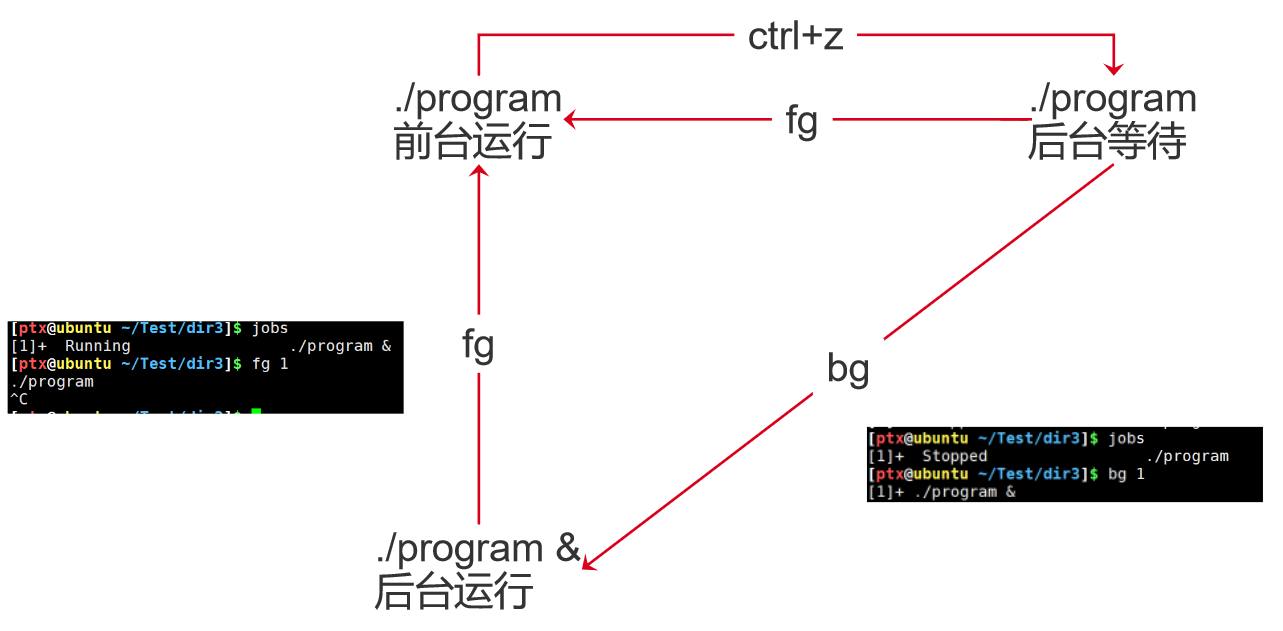 ctrl+z
./program
前台运行
fg
./program
后台等待
fg
bg
[ptx@ubuntu ~/Test/dir3]$ jobs
[1]+  Running                 ./program &
[ptx@ubuntu ~/Test/dir3]$ fg 1
./program
^C
[ptx@ubuntu ~/Test/dir3]$ jobs
[1]+  Stopped                 ./program
[ptx@ubuntu ~/Test/dir3]$ bg 1
[1]+ ./program &
./program &
后台运行